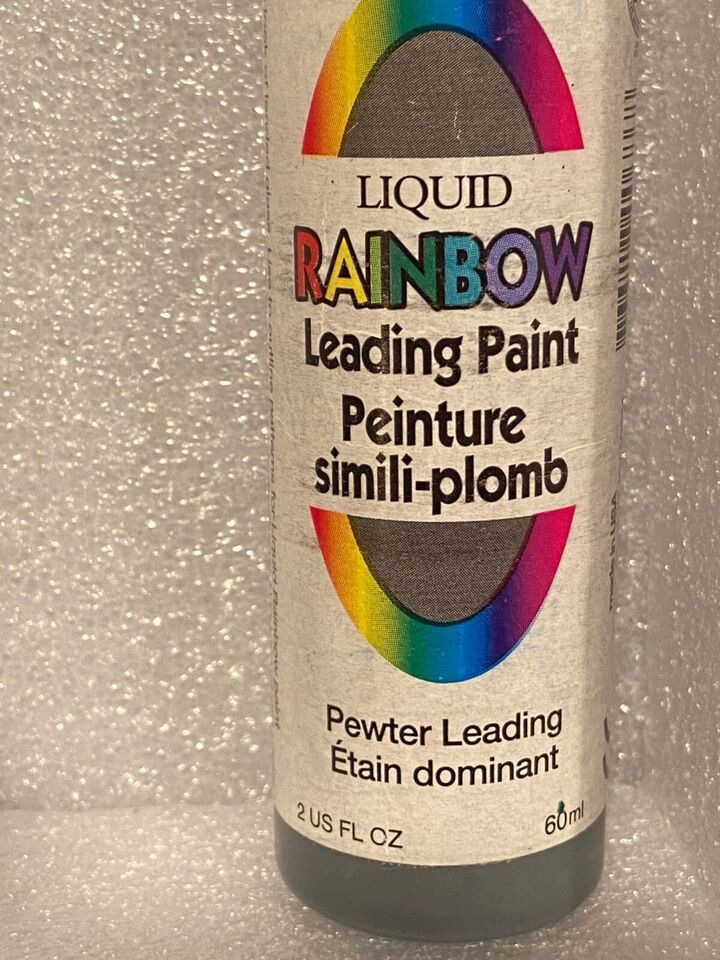 LIQUID
RAINBOW
Leading Paint
Peinture
simili-plomb
Pewter Leading
Étain dominant
2 US FL OZ
60ml